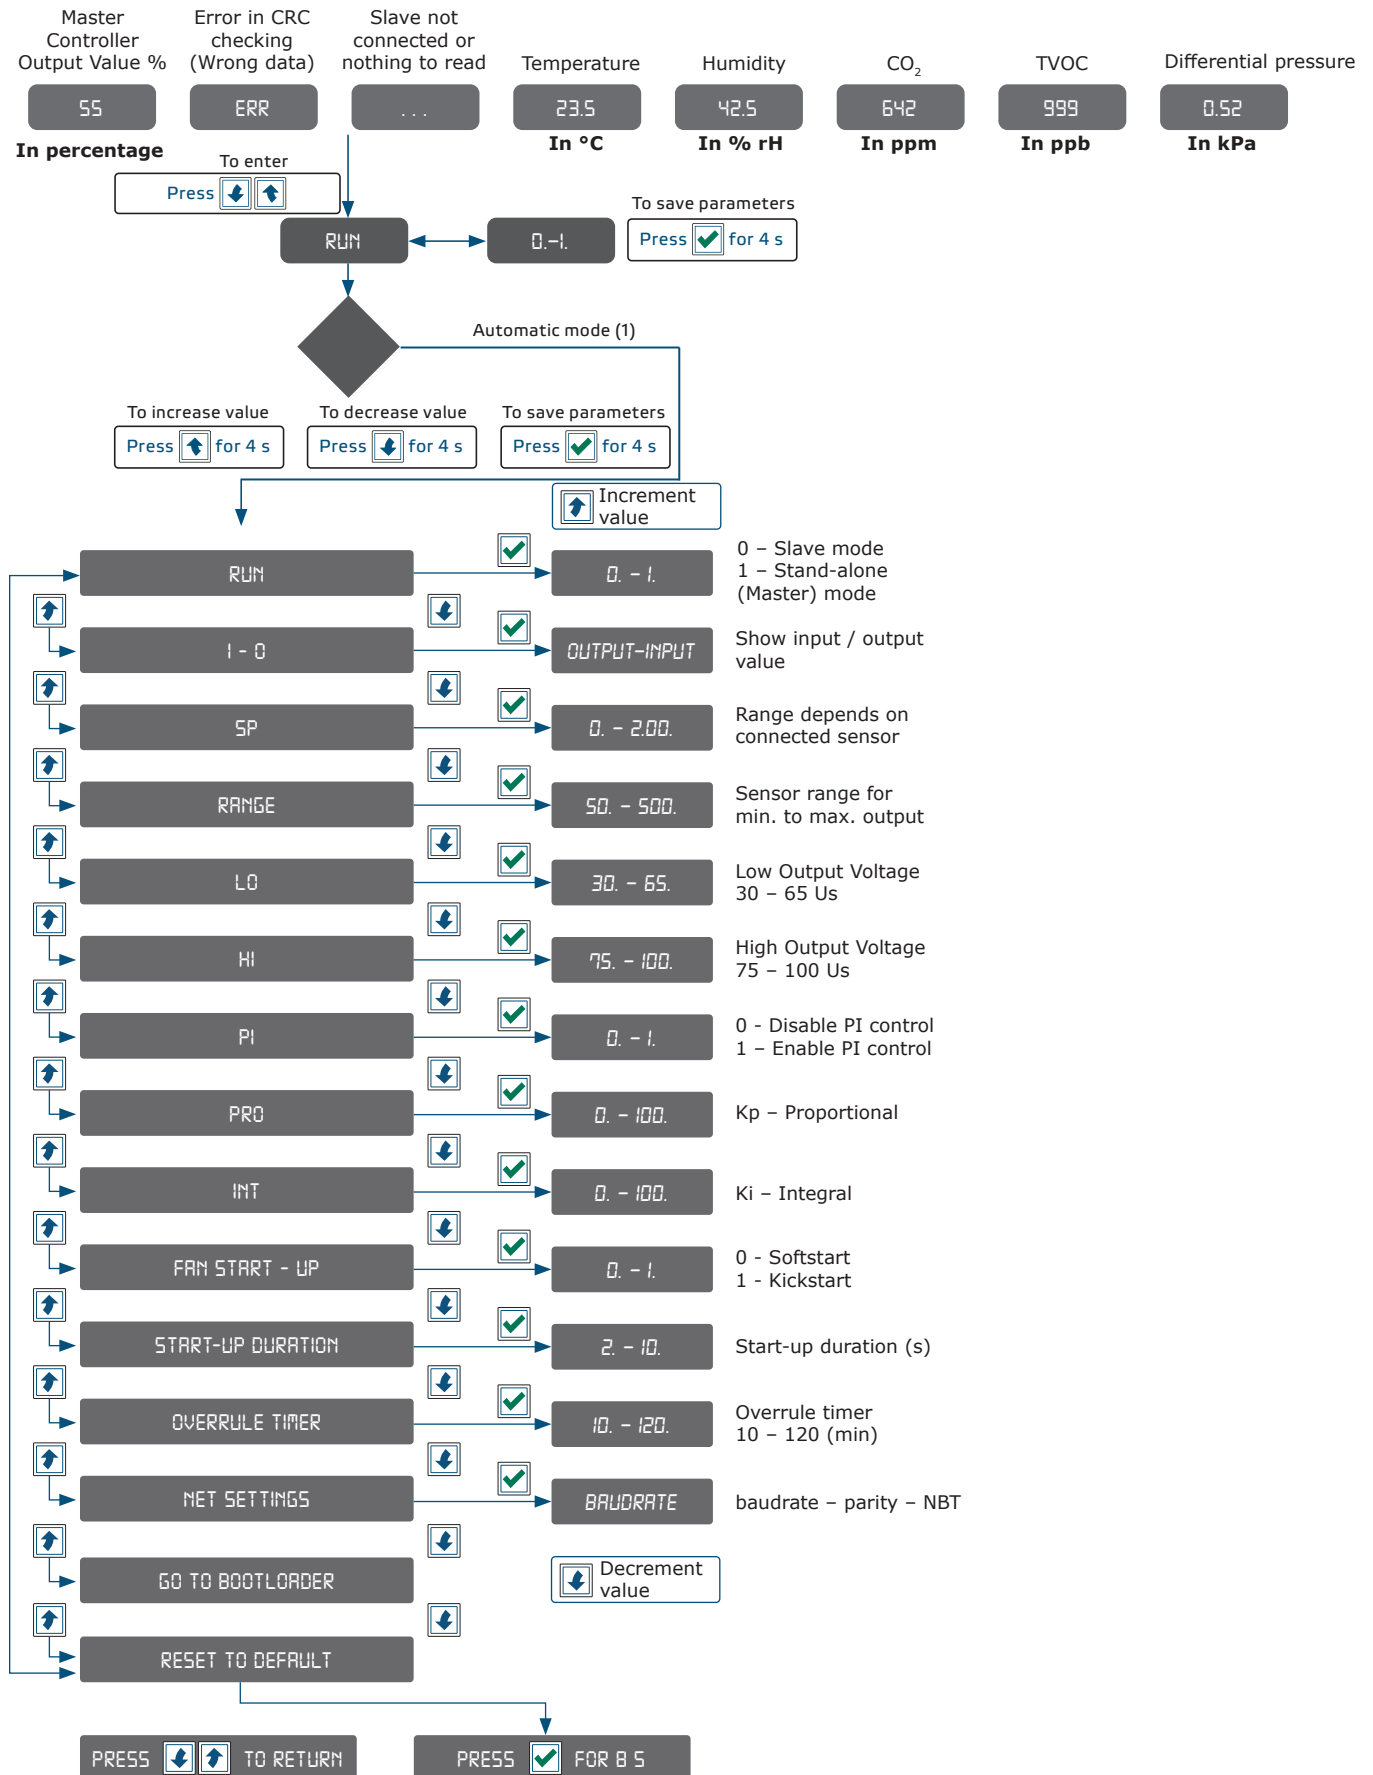 Master
Controller
Output Value %
Error in CRC
checking
(Wrong data)
Slave not
connected or
nothing to read
Temperature
Humidity
CO2
TVOC
Differential pressure
55
ERR
...
23.5
42.5
642
999
0.52
In percentage
In °C
In % rH
In ppm
In ppb
In kPa
To enter
Press
RUN
0.-1.
To save parameters
Press for 4 s
Automatic mode (1)
To increase value
Press for 4 s
To decrease value
Press for 4 s
To save parameters
Press for 4 s
Increment
value
RUN
0. - 1.
0 – Slave mode
1 – Stand-alone
(Master) mode
I - O
OUTPUT-INPUT
Show input / output
value
SP
0. - 2.00.
Range depends on
connected sensor
RANGE
50. - 500.
Sensor range for
min. to max. output
LO
30. - 65.
Low Output Voltage
30 – 65 Us
HI
75. - 100.
High Output Voltage
75 – 100 Us
PI
0. - 1.
0 - Disable PI control
1 – Enable PI control
PRO
0. - 100.
Kp – Proportional
INT
0. - 100.
Ki – Integral
FAN START - UP
0. - 1.
0 - Softstart
1 - Kickstart
START-UP DURATION
2. - 10.
Start-up duration (s)
OVERRULE TIMER
10. - 120.
Overrule timer
10 – 120 (min)
NET SETTINGS
BAUDRATE
baudrate – parity – NBT
GO TO BOOTLOADER
Decrement
value
RESET TO DEFAULT
PRESS TO RETURN
PRESS FOR 8 S